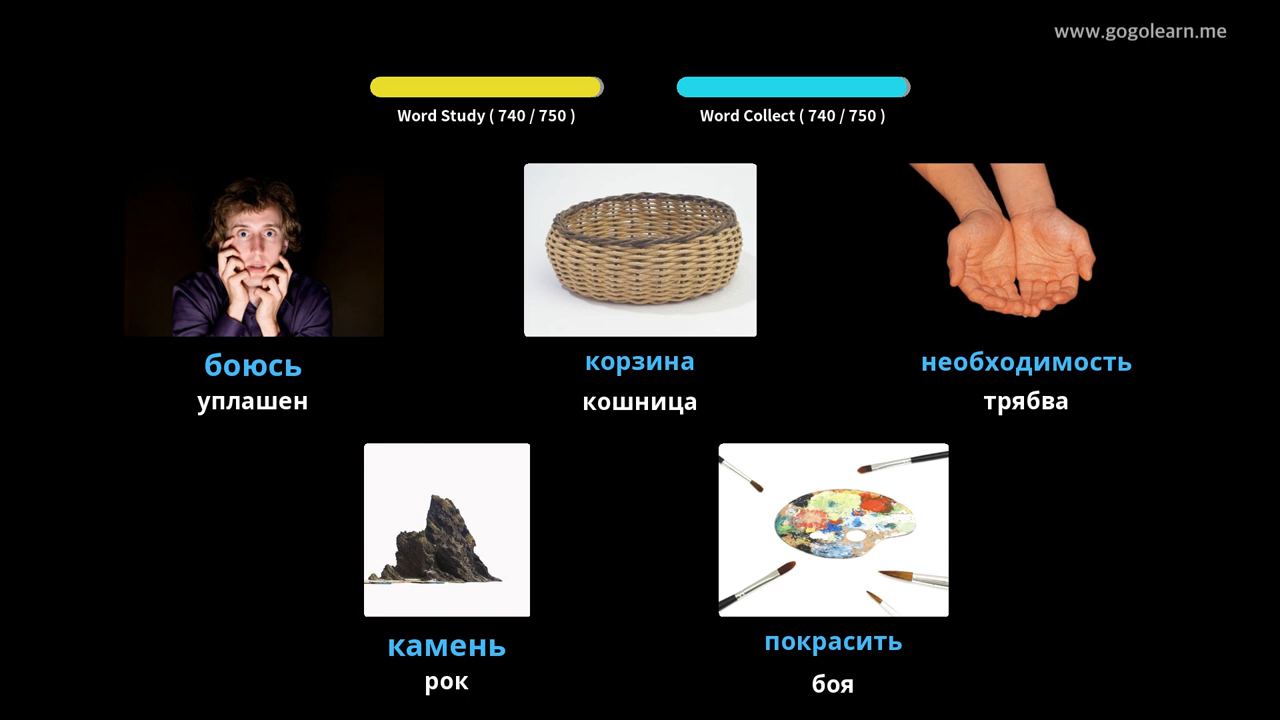 www.gogolearn.me
Word Study ( 740 / 750 )
Word Collect ( 740 / 750 )
боюсь
уплашен
корзина
кошница
необходимость
трябва
камень
рок
покрасить
боя